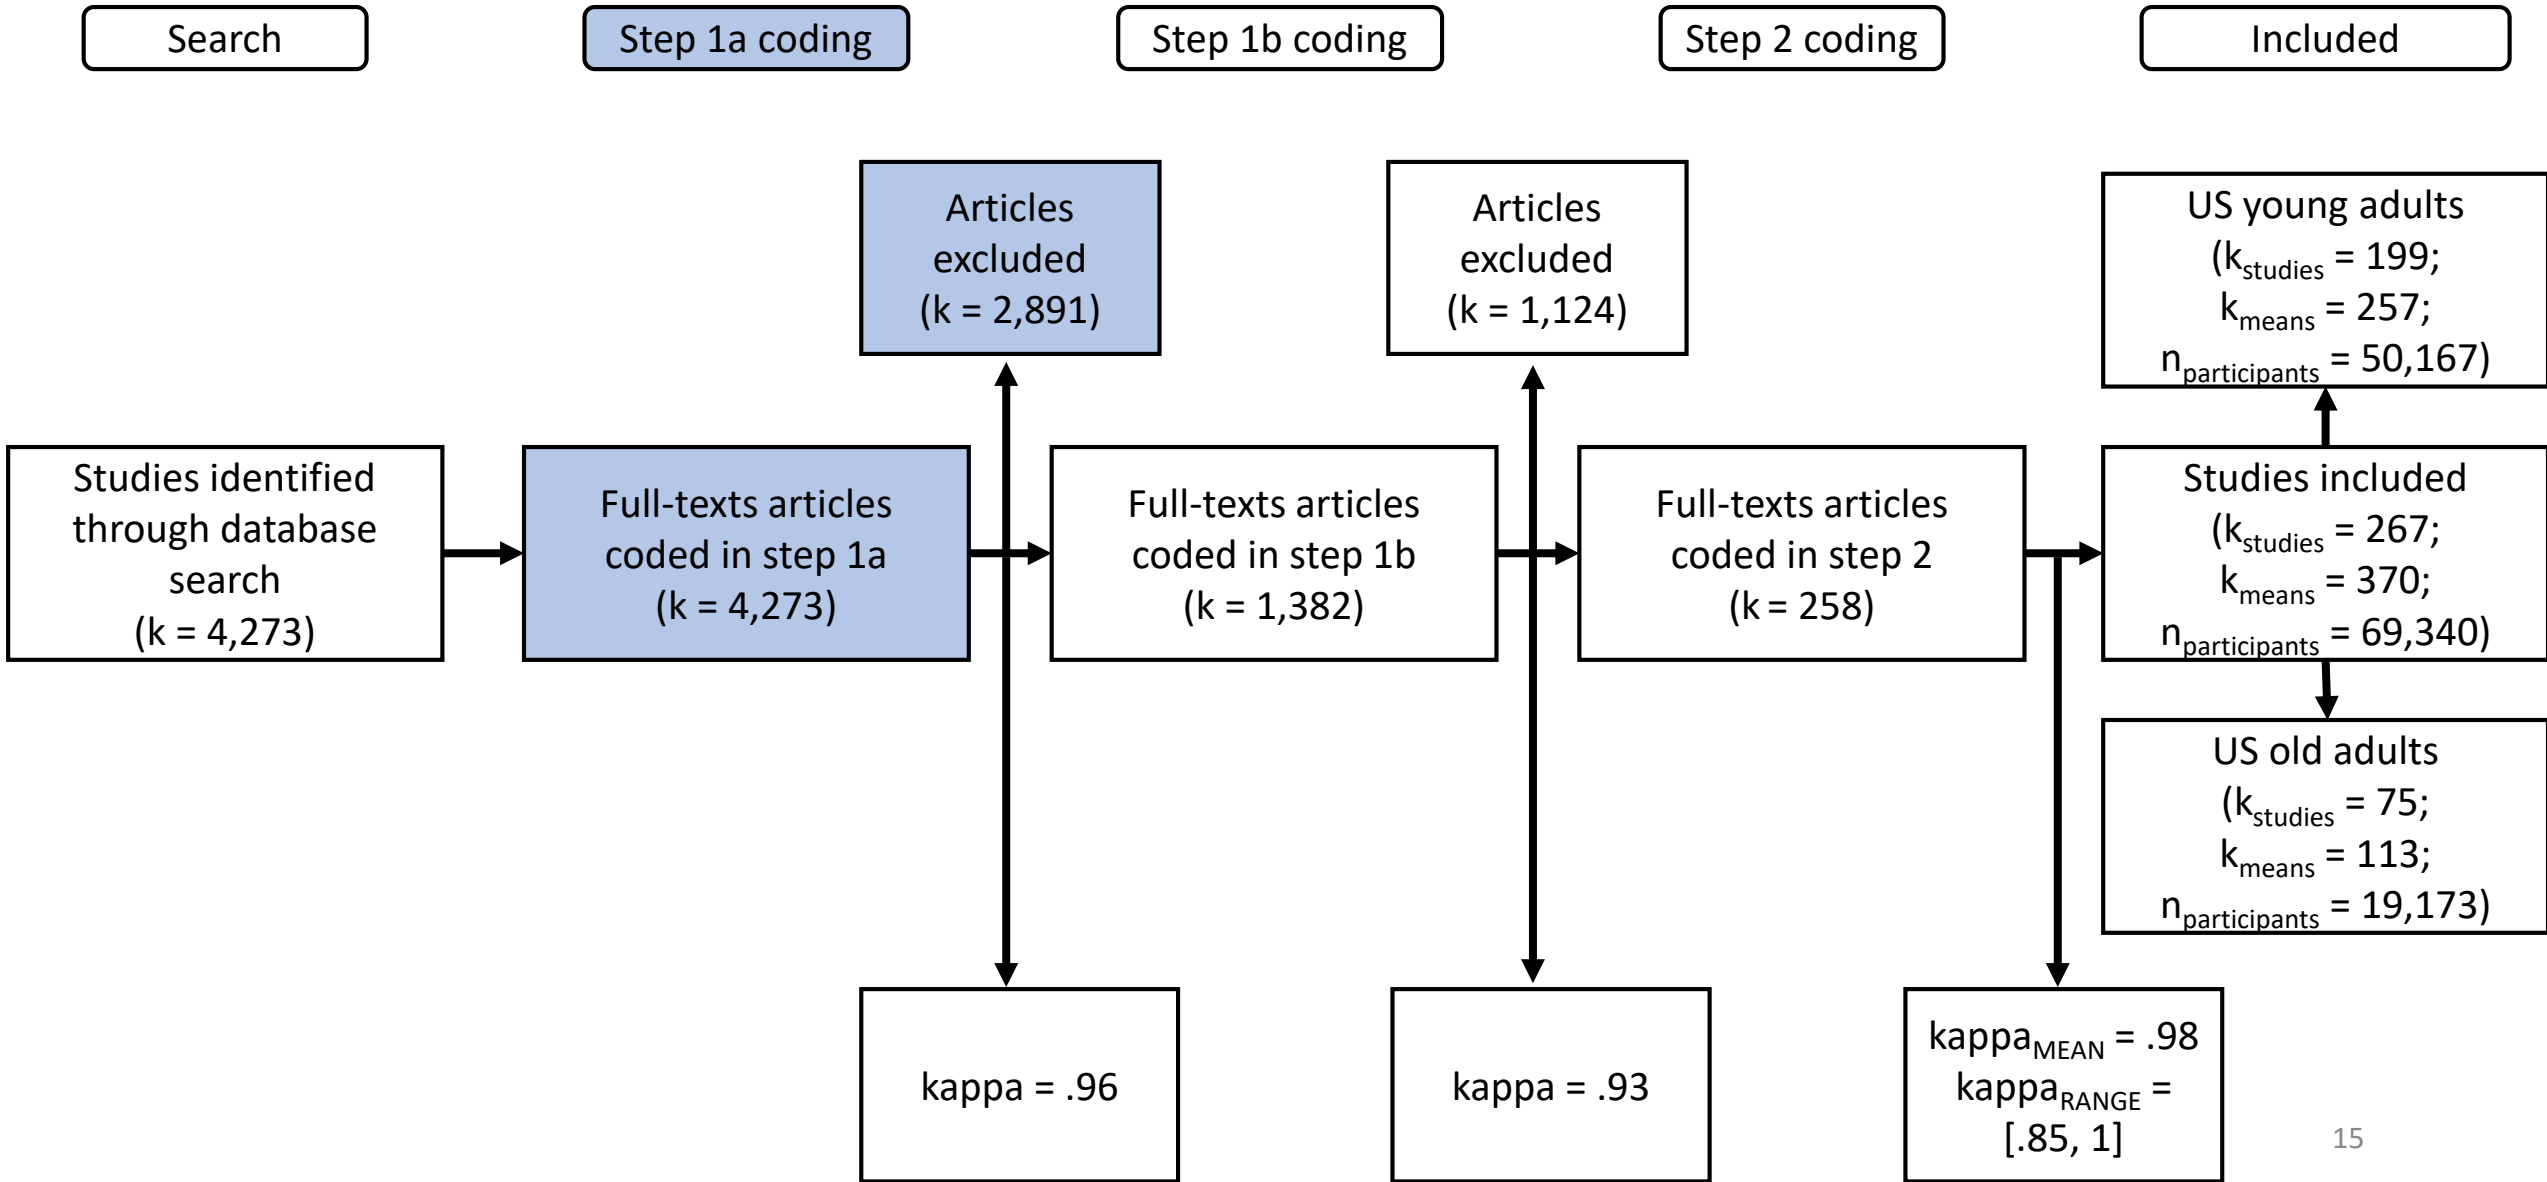 Search
Step 1a coding
Step 1b coding
Step 2 coding
Included
Studies identified
through database
search
(k = 4,273)
Full-texts articles
coded in step 1a
(k = 4,273)
Articles
excluded
(k = 2,891)
kappa = .96
Full-texts articles
coded in step 1b
(k = 1,382)
Articles
excluded
(k = 1,124)
kappa = .93
Full-texts articles
coded in step 2
(k = 258)
kappaMEAN = .98
kappaRANGE =
[.85, 1]
US young adults
(kstudies = 199;
kmeans = 257;
nparticipants = 50,167)
Studies included
(kstudies = 267;
kmeans = 370;
nparticipants = 69,340)
US old adults
(kstudies = 75;
kmeans = 113;
nparticipants = 19,173)
15